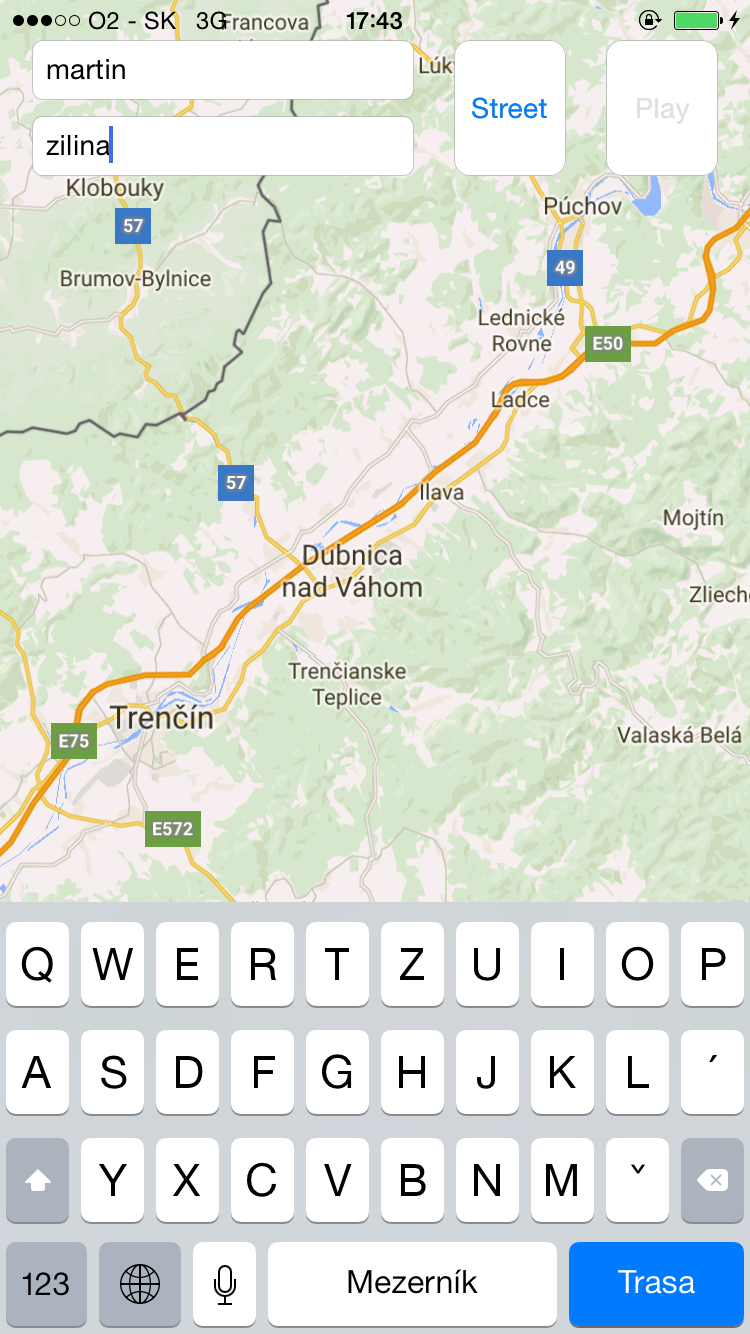 O2 - SK 3G 17:43
Francova
martin
Lúk
Street
Play
zilina
Klobouky
57
Púchov
Brumov-Bylnice
49
Lednické
Rovne
E50
Ladce
57
Ilava
Mojtín
Dubnica
nad Váhom
Zliech
Trenčianske
Teplice
Trenčín
Valaská Belá
E75
E572
Q W E R T Z U I O P
A S D F G H J K L ´
Y X C V B N M ˇ
123 Mezerník Trasa